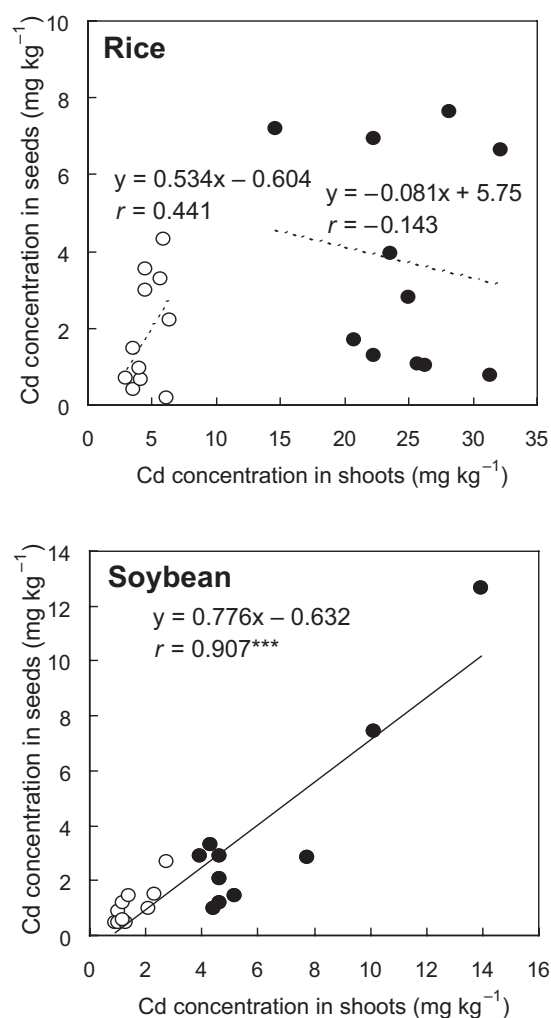 Rice
Cd concentration in seeds (mg kg⁻¹)
10
8
6
4
2
0
y = 0.534x – 0.604
r = 0.441
y = –0.081x + 5.75
r = –0.143
0 5 10 15 20 25 30 35
Cd concentration in shoots (mg kg⁻¹)
Soybean
Cd concentration in seeds (mg kg⁻¹)
14
12
10
8
6
4
2
0
y = 0.776x – 0.632
r = 0.907***
0 2 4 6 8 10 12 14 16
Cd concentration in shoots (mg kg⁻¹)